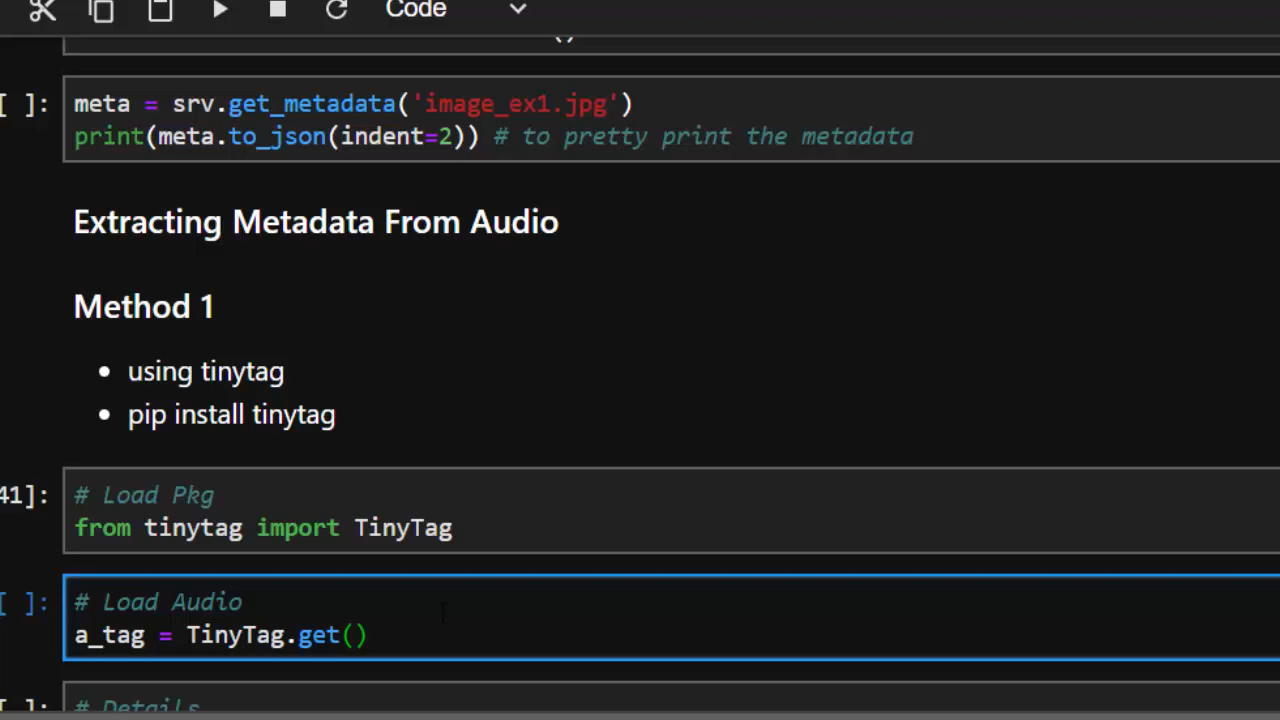 Code
()
[ ]:
meta = srv.get_metadata('image_ex1.jpg')
print(meta.to_json(indent=2)) # to pretty print the metadata
Extracting Metadata From Audio
Method 1
• using tinytag
• pip install tinytag
41]:
# Load Pkg
from tinytag import TinyTag
[ ]:
# Load Audio
a_tag = TinyTag.get()
[ ]:
# Details